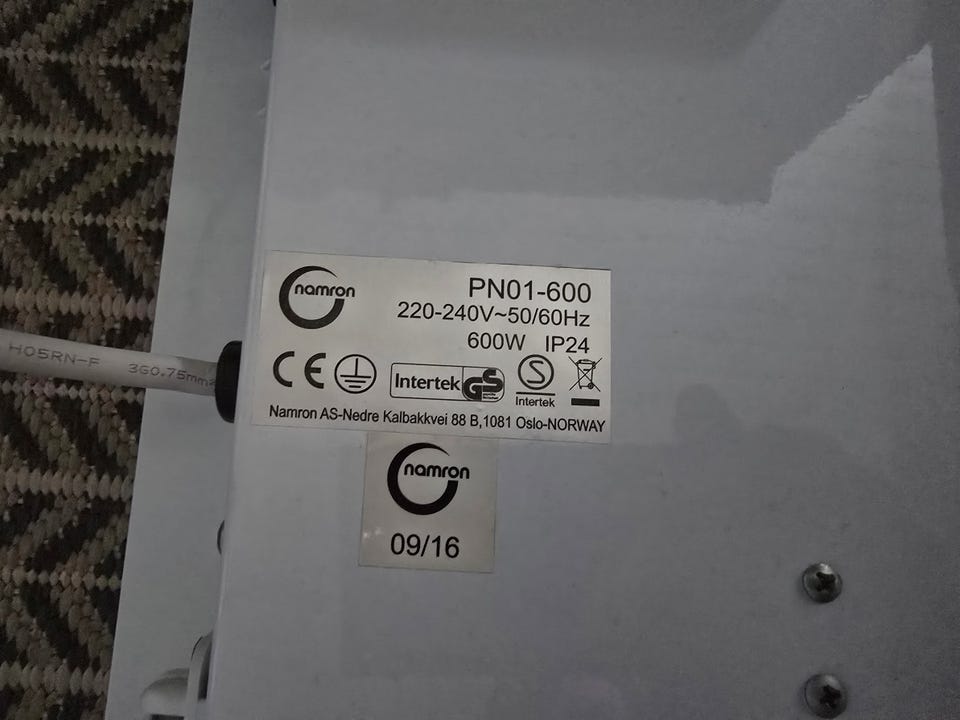 namron
PN01-600
220-240V~50/60Hz
600W IP24
CE
Intertek GS
S
Intertek
Namron AS-Nedre Kalbakkvei 88 B,1081 Oslo-NORWAY
H05RN-F 3G0.75mm²
namron
09/16